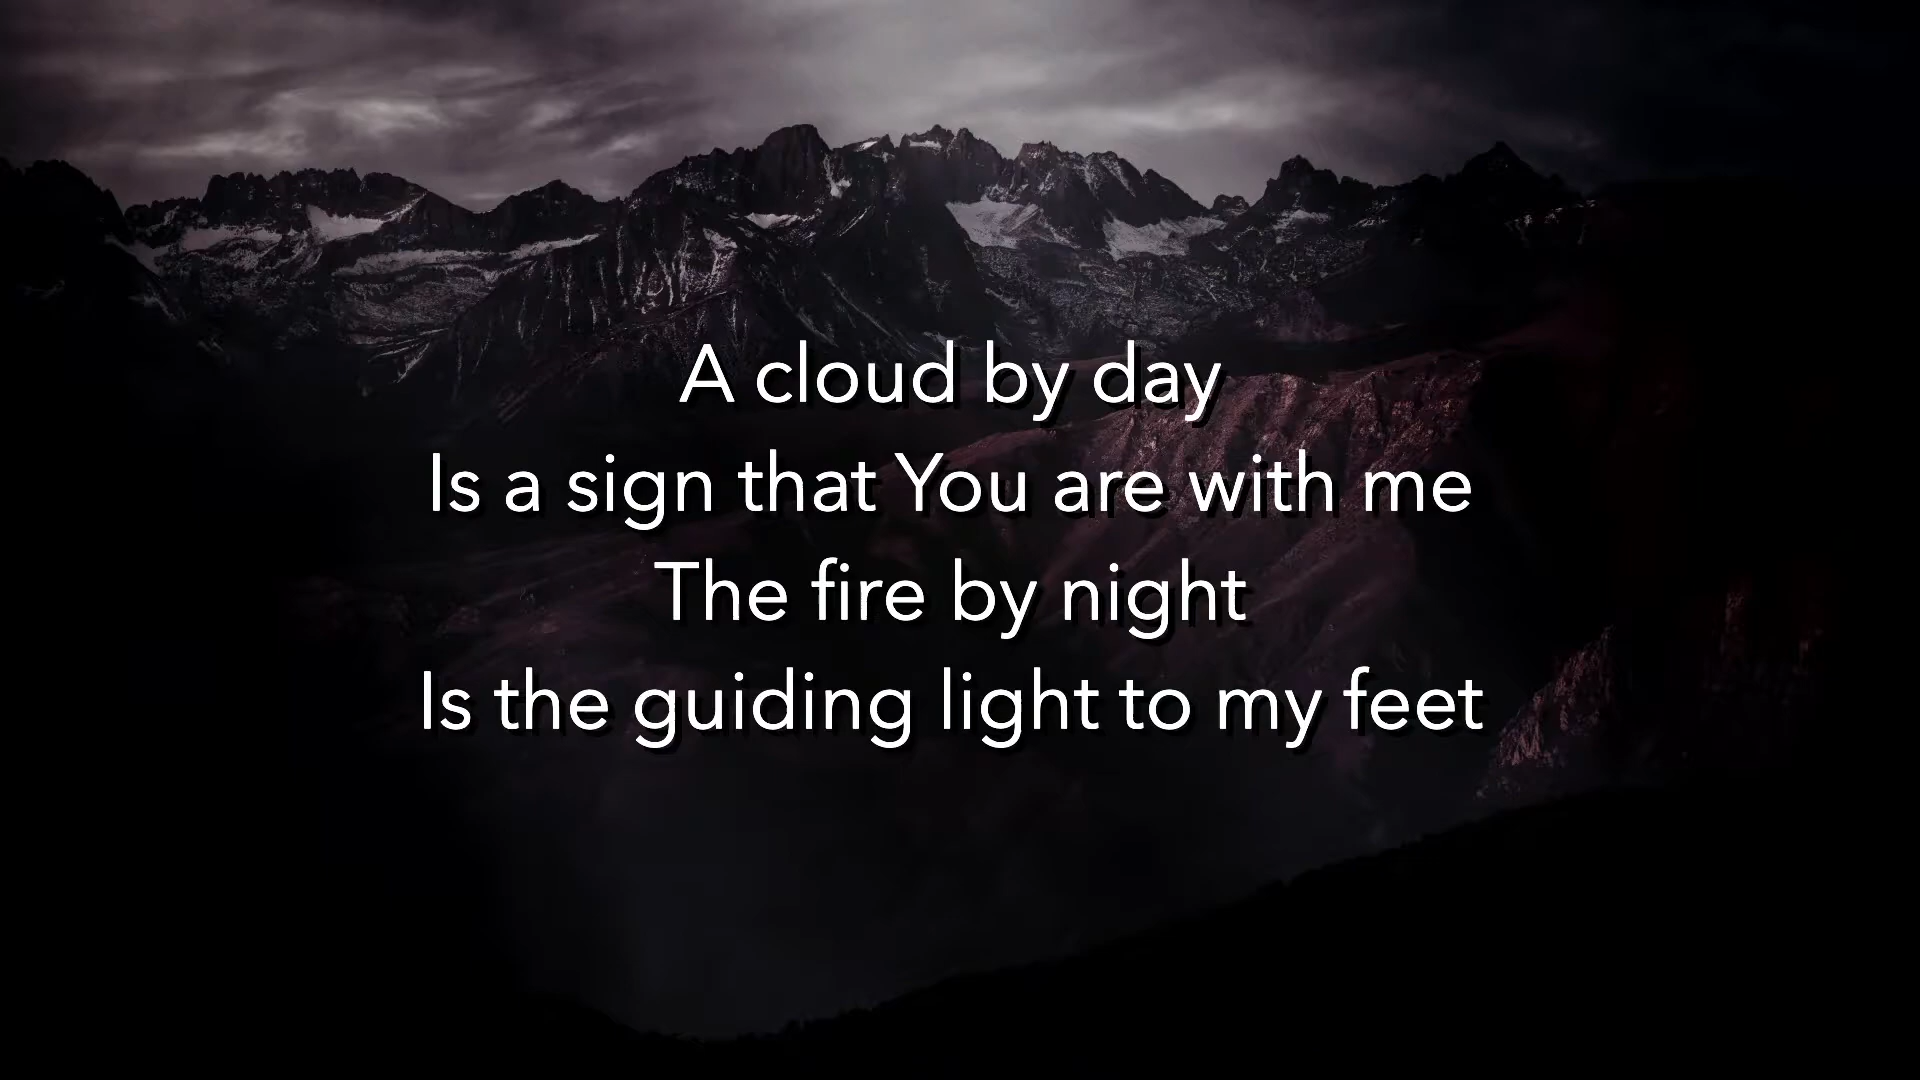 A cloud by day
Is a sign that You are with me
The fire by night
Is the guiding light to my feet